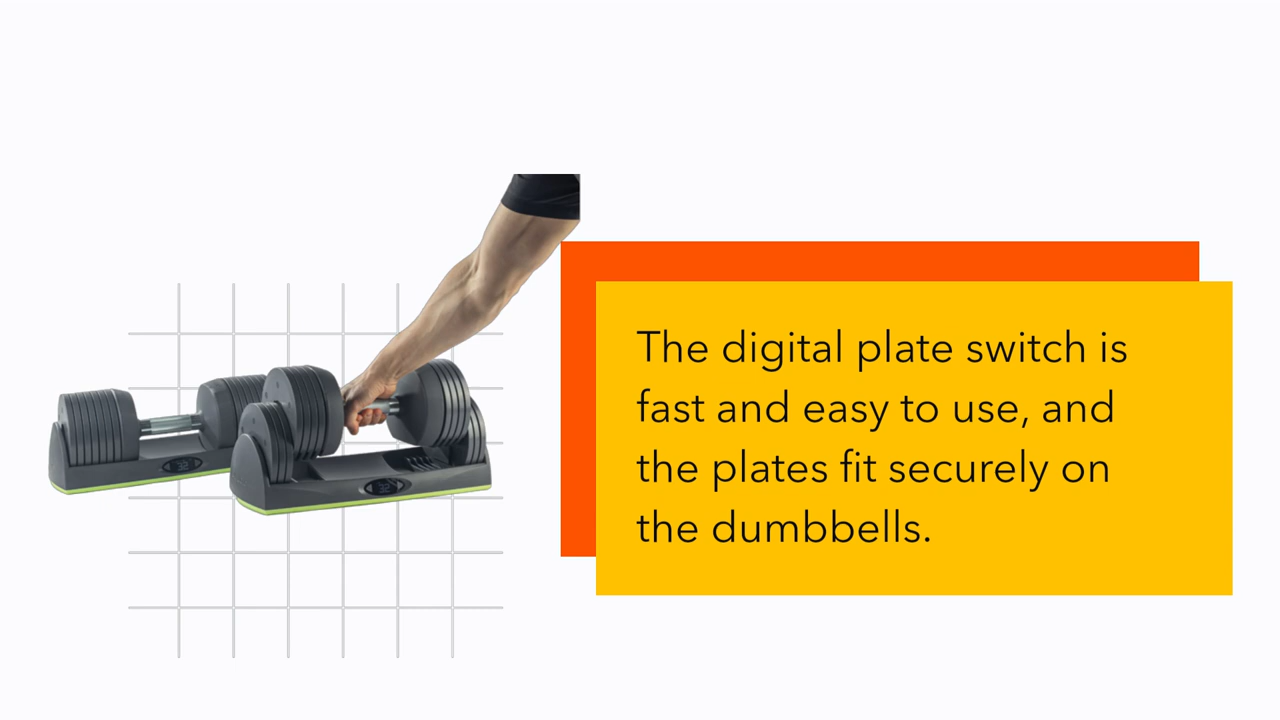 The digital plate switch is
fast and easy to use, and
the plates fit securely on
the dumbbells.